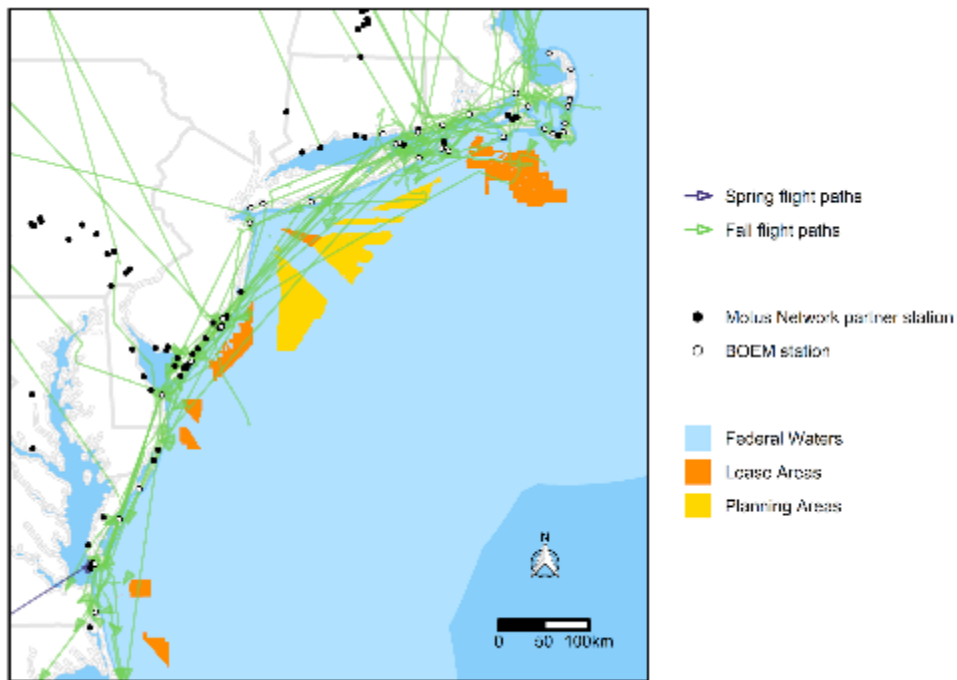 Spring flight paths
Fall flight paths
Motus Network partner station
BOEM station
Federal Waters
Lease Areas
Planning Areas
N
0 50 100km